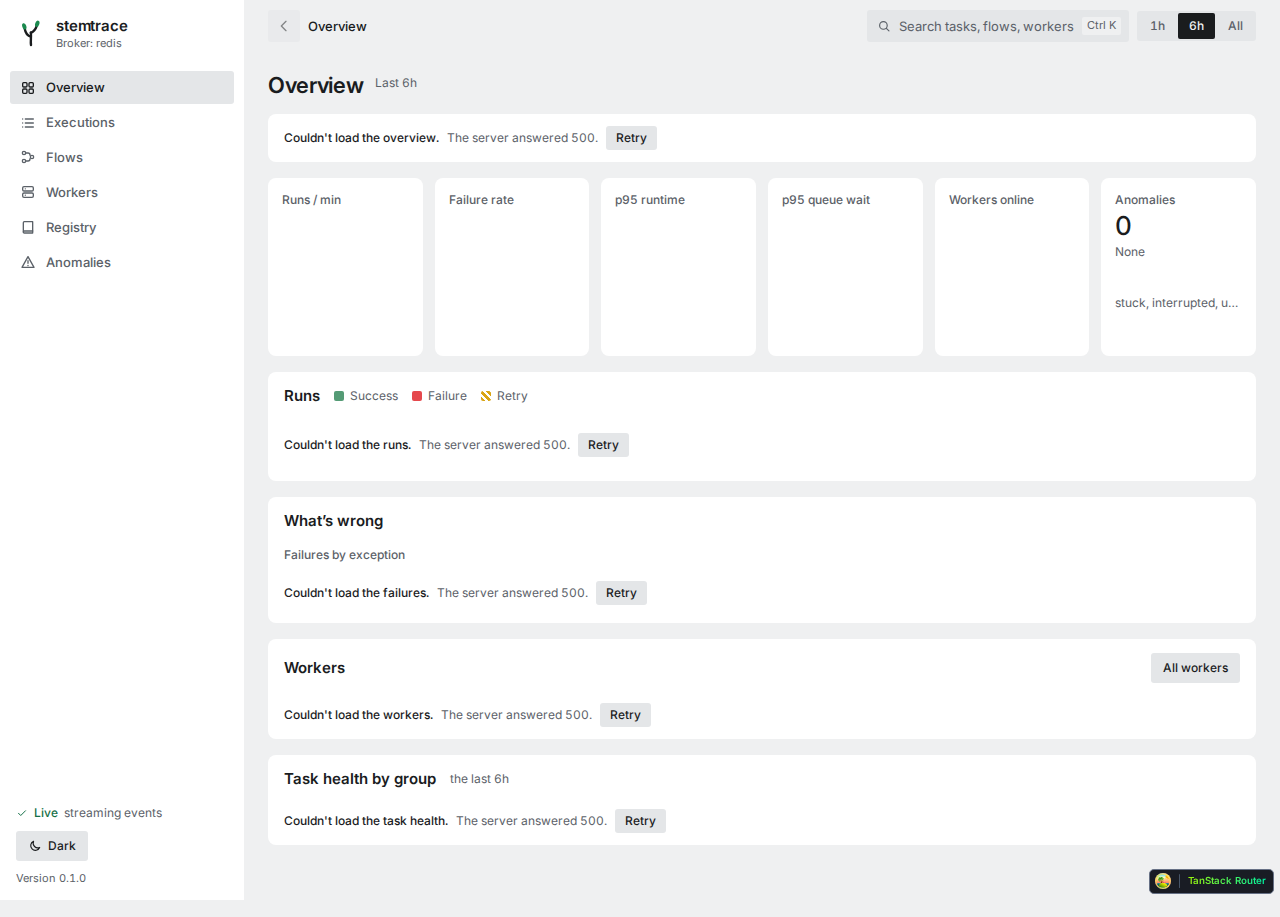 stemtrace
Broker: redis
Overview
Executions
Flows
Workers
Registry
Anomalies
Live streaming events
Dark
Version 0.1.0
Overview
Search tasks, flows, workers Ctrl K
1h 6h All
Overview Last 6h
Couldn't load the overview. The server answered 500. Retry
Runs / min
Failure rate
p95 runtime
p95 queue wait
Workers online
Anomalies
0
None
stuck, interrupted, u…
Runs Success Failure Retry
Couldn't load the runs. The server answered 500. Retry
What’s wrong
Failures by exception
Couldn't load the failures. The server answered 500. Retry
Workers All workers
Couldn't load the workers. The server answered 500. Retry
Task health by group the last 6h
Couldn't load the task health. The server answered 500. Retry
TanStack Router